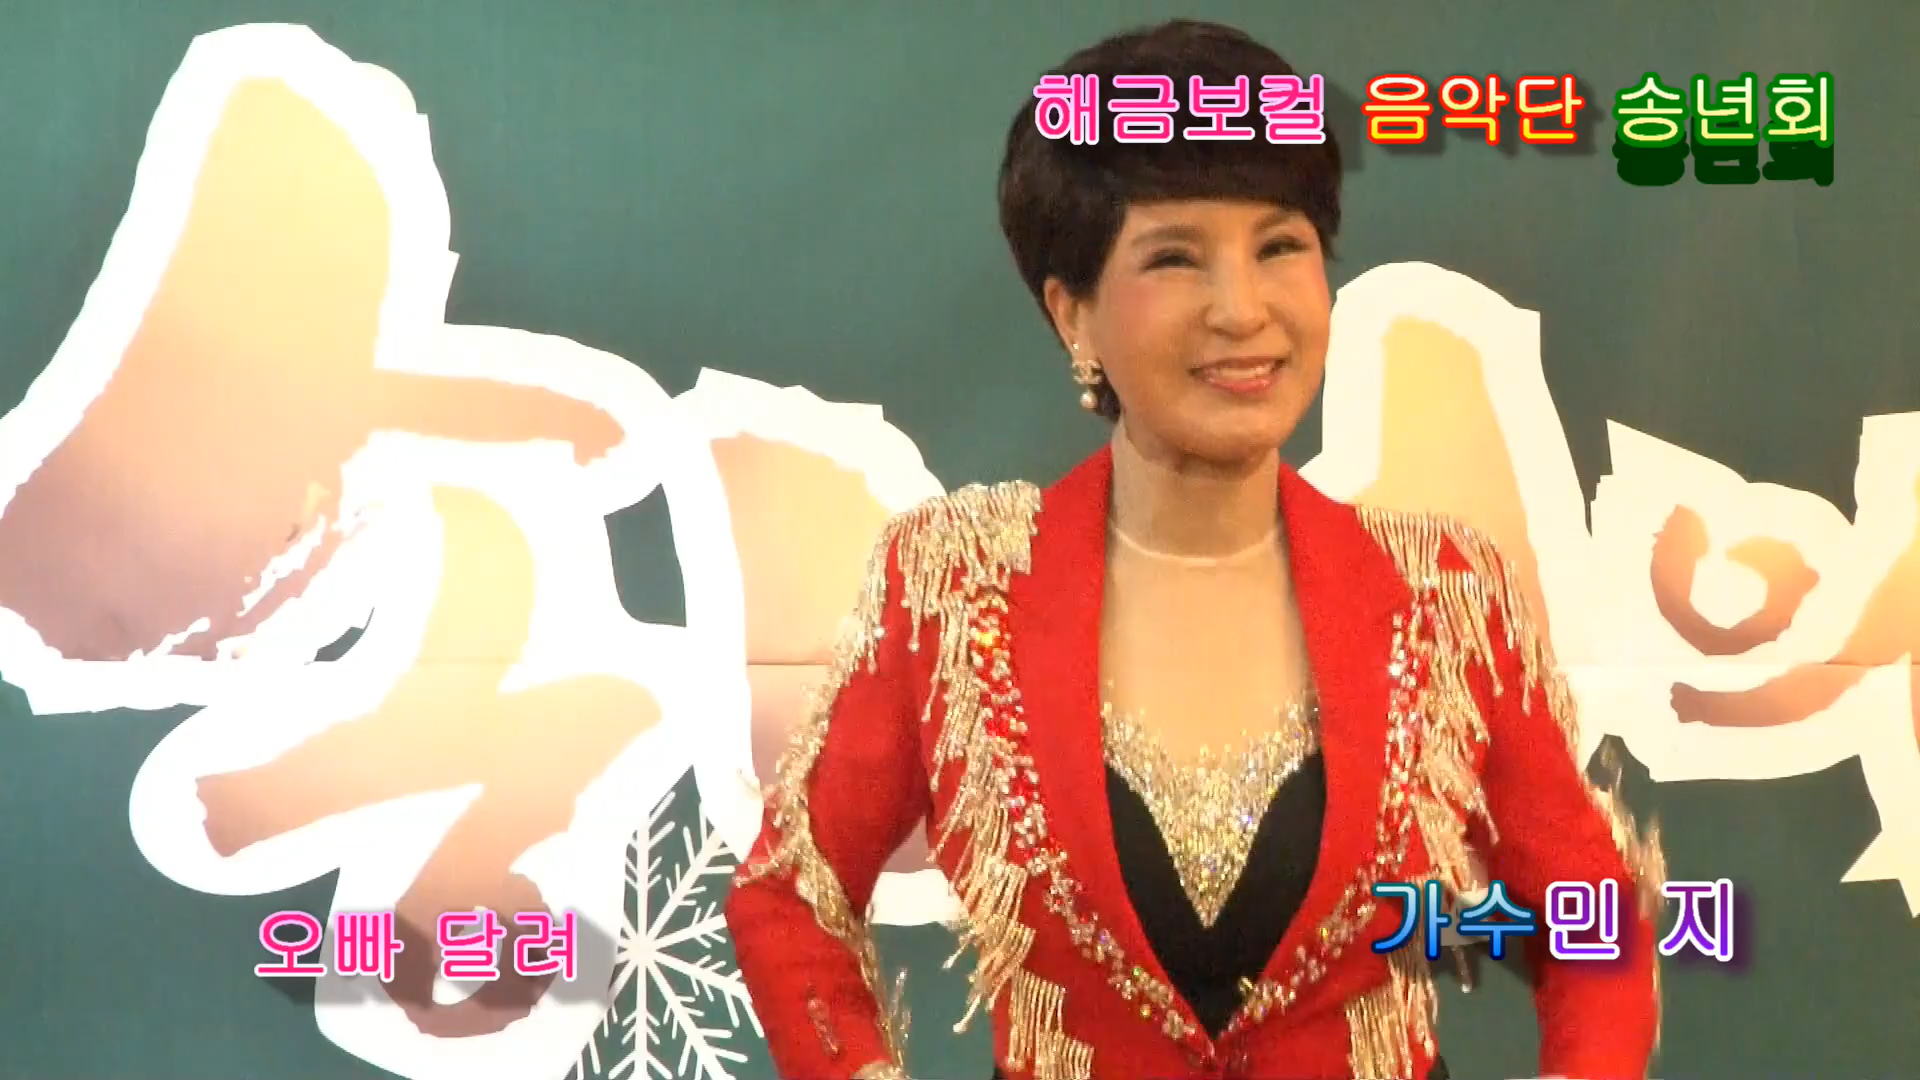 해금보컬 음악단 송년회
오빠 달려
가수민 지